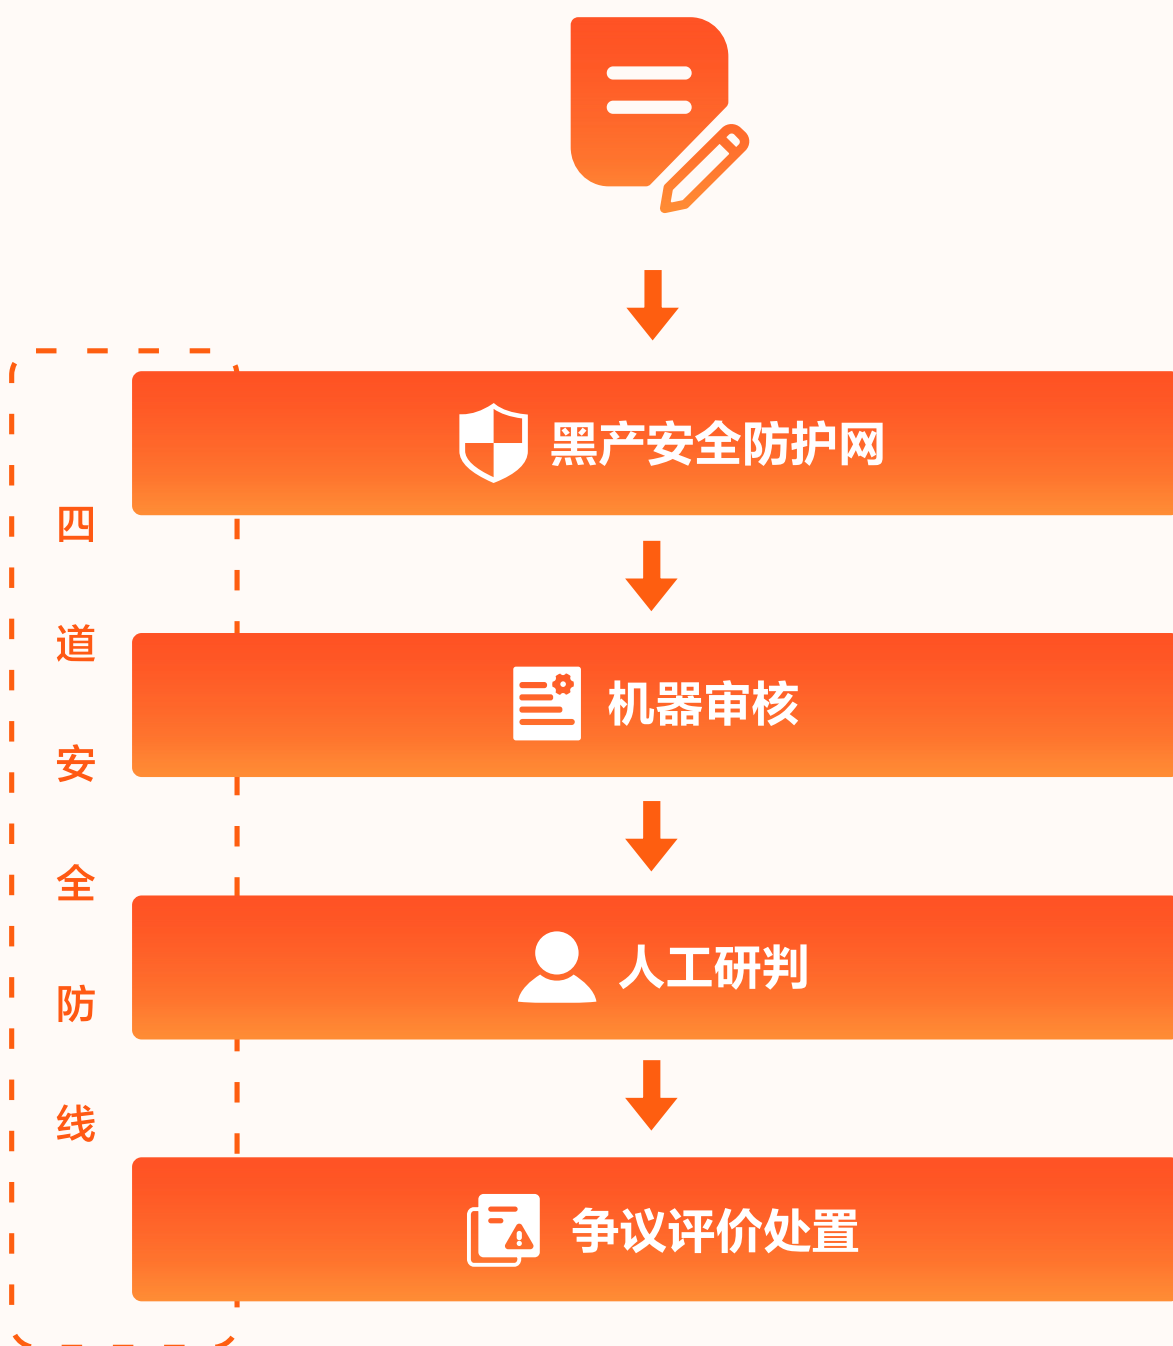 四道安全防线
黑产安全防护网
机器审核
人工研判
争议评价处置